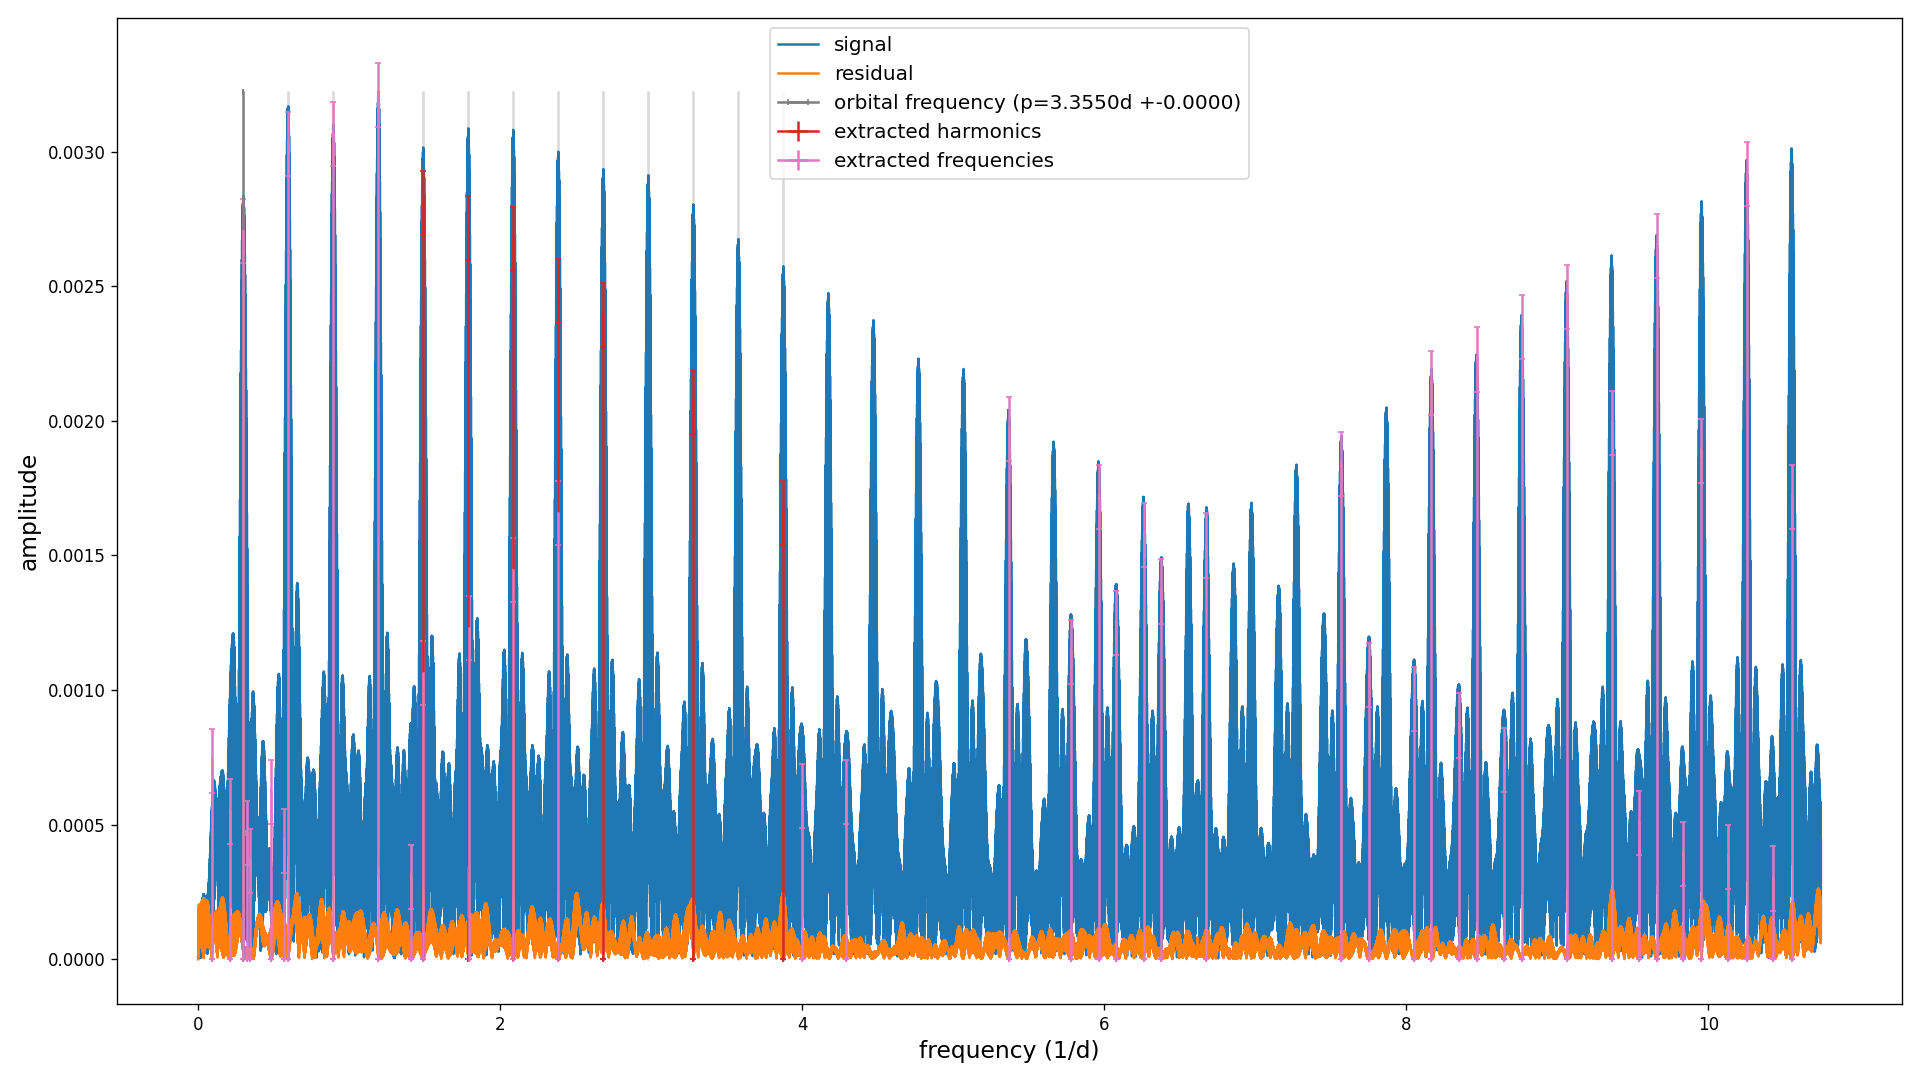 signal
residual
orbital frequency (p=3.3550d +-0.0000)
extracted harmonics
extracted frequencies
amplitude
0.0030
0.0025
0.0020
0.0015
0.0010
0.0005
0.0000
0 2 4 6 8 10
frequency (1/d)